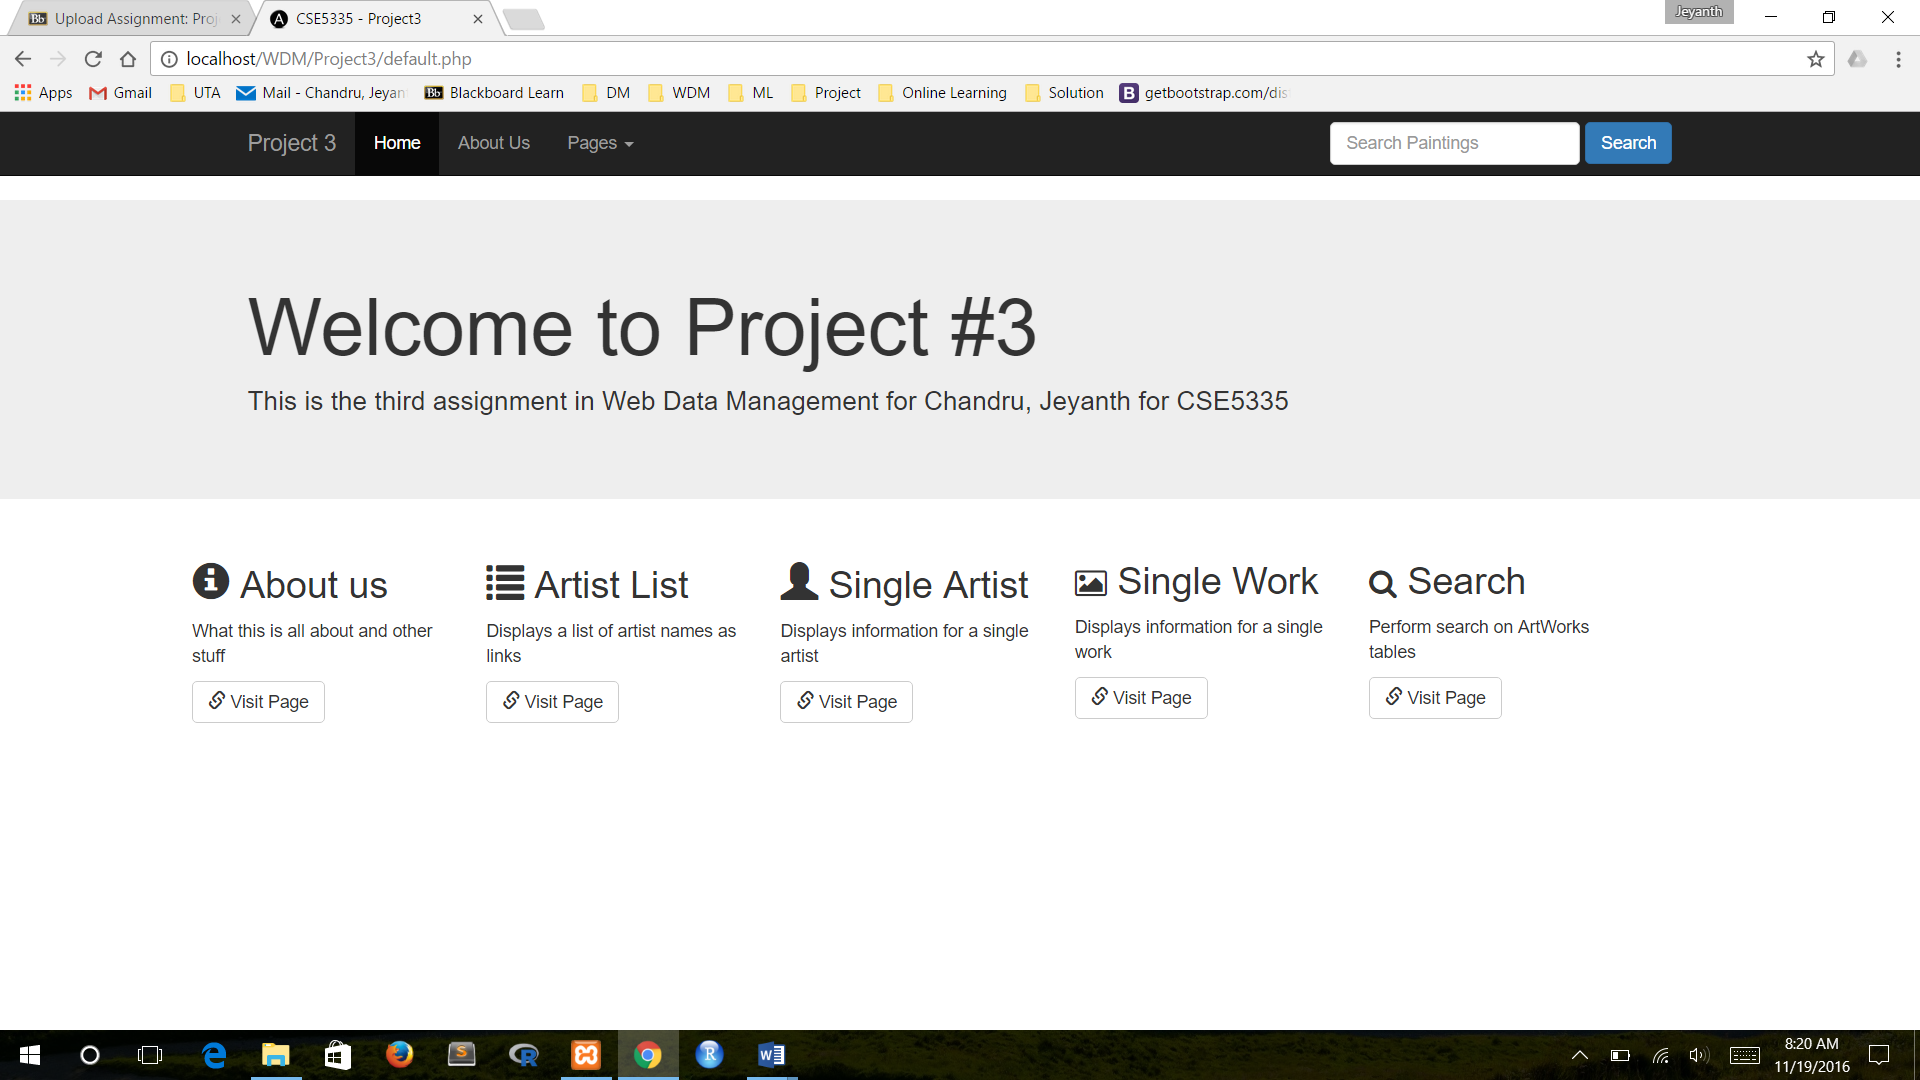 Upload Assignment: Proj
CSE5335 - Project3
Jeyanth
localhost/WDM/Project3/default.php
Apps Gmail UTA Mail - Chandru, Jeyan Bb Blackboard Learn DM WDM ML Project Online Learning Solution B getbootstrap.com/dis
Project 3 Home About Us Pages Search Paintings Search
Welcome to Project #3
This is the third assignment in Web Data Management for Chandru, Jeyanth for CSE5335
About us
What this is all about and other
stuff
Visit Page
Artist List
Displays a list of artist names as
links
Visit Page
Single Artist
Displays information for a single
artist
Visit Page
Single Work
Displays information for a single
work
Visit Page
Search
Perform search on ArtWorks
tables
Visit Page
8:20 AM
11/19/2016